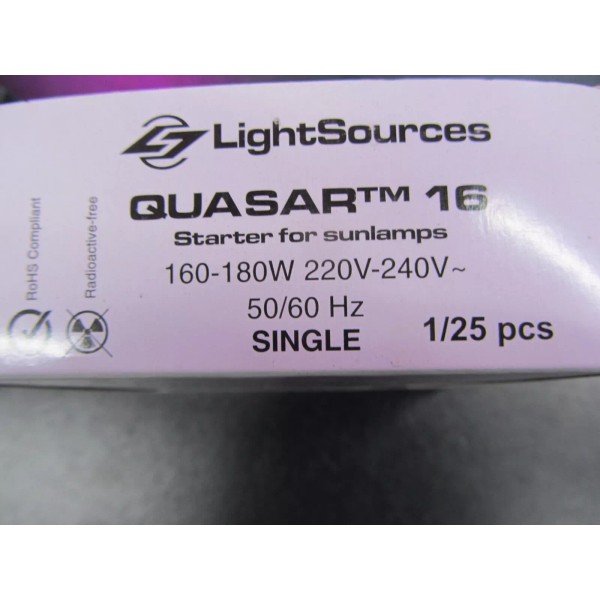 LightSources
QUASAR™ 16
Starter for sunlamps
160-180W 220V-240V~
50/60 Hz
SINGLE
1/25 pcs
RoHS Compliant
Radioactive-free